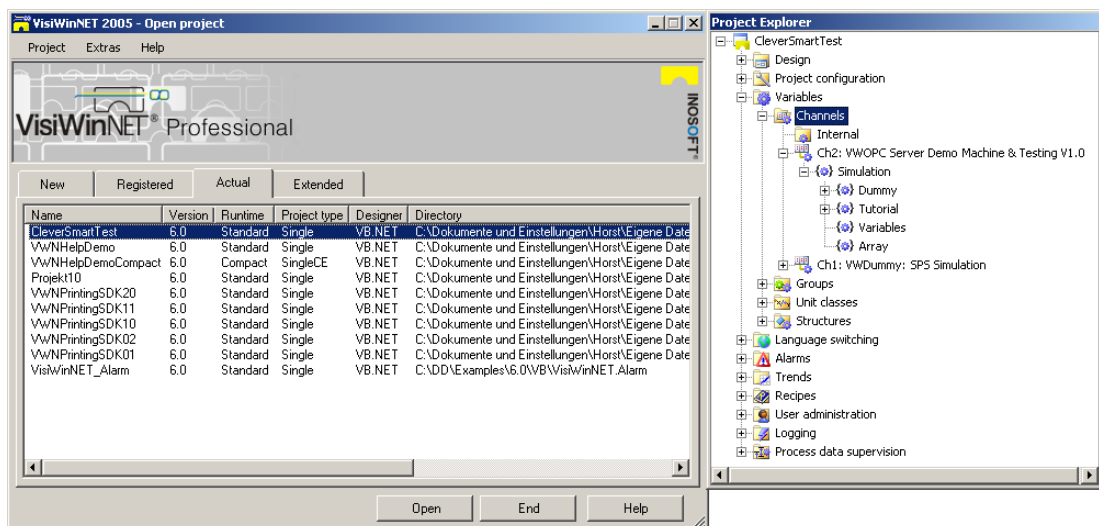 VisiWinNET 2005 - Open project
Project Extras Help
VisiWinNET® Professional
INOSOFT®
New Registered Actual Extended
Name Version Runtime Project type Designer Directory
CleverSmartTest 6.0 Standard Single VB.NET C:\Dokumente und Einstellungen\Horst\Eigene Date
VWNHelpDemo 6.0 Standard Single VB.NET C:\Dokumente und Einstellungen\Horst\Eigene Date
VWNHelpDemoCompact 6.0 Compact SingleCE VB.NET C:\Dokumente und Einstellungen\Horst\Eigene Date
Projekt10 6.0 Standard Single VB.NET C:\Dokumente und Einstellungen\Horst\Eigene Date
VWNPrintingSDK20 6.0 Standard Single VB.NET C:\Dokumente und Einstellungen\Horst\Eigene Date
VWNPrintingSDK11 6.0 Standard Single VB.NET C:\Dokumente und Einstellungen\Horst\Eigene Date
VWNPrintingSDK10 6.0 Standard Single VB.NET C:\Dokumente und Einstellungen\Horst\Eigene Date
VWNPrintingSDK02 6.0 Standard Single VB.NET C:\Dokumente und Einstellungen\Horst\Eigene Date
VWNPrintingSDK01 6.0 Standard Single VB.NET C:\Dokumente und Einstellungen\Horst\Eigene Date
VisiWinNET_Alarm 6.0 Standard Single VB.NET C:\DD\Examples\6.0\VB\VisiWinNET.Alarm
Open End Help
Project Explorer
CleverSmartTest
Design
Project configuration
Variables
Channels
Internal
Ch2: VWOPC Server Demo Machine & Testing V1.0
Simulation
Dummy
Tutorial
Variables
Array
Ch1: VWDummy: SPS Simulation
Groups
Unit classes
Structures
Language switching
Alarms
Trends
Recipes
User administration
Logging
Process data supervision